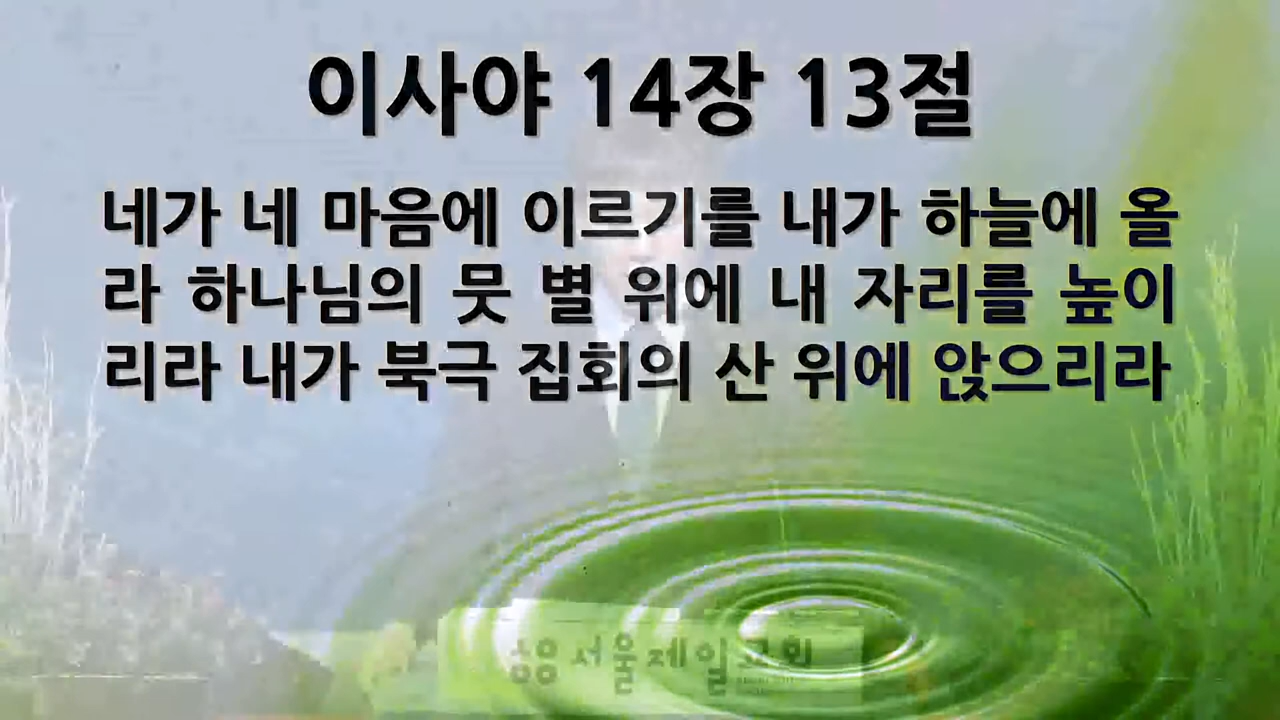 이사야 14장 13절
네가 네 마음에 이르기를 내가 하늘에 올
라 하나님의 뭇 별 위에 내 자리를 높이
리라 내가 북극 집회의 산 위에 앉으리라
서울제일교회